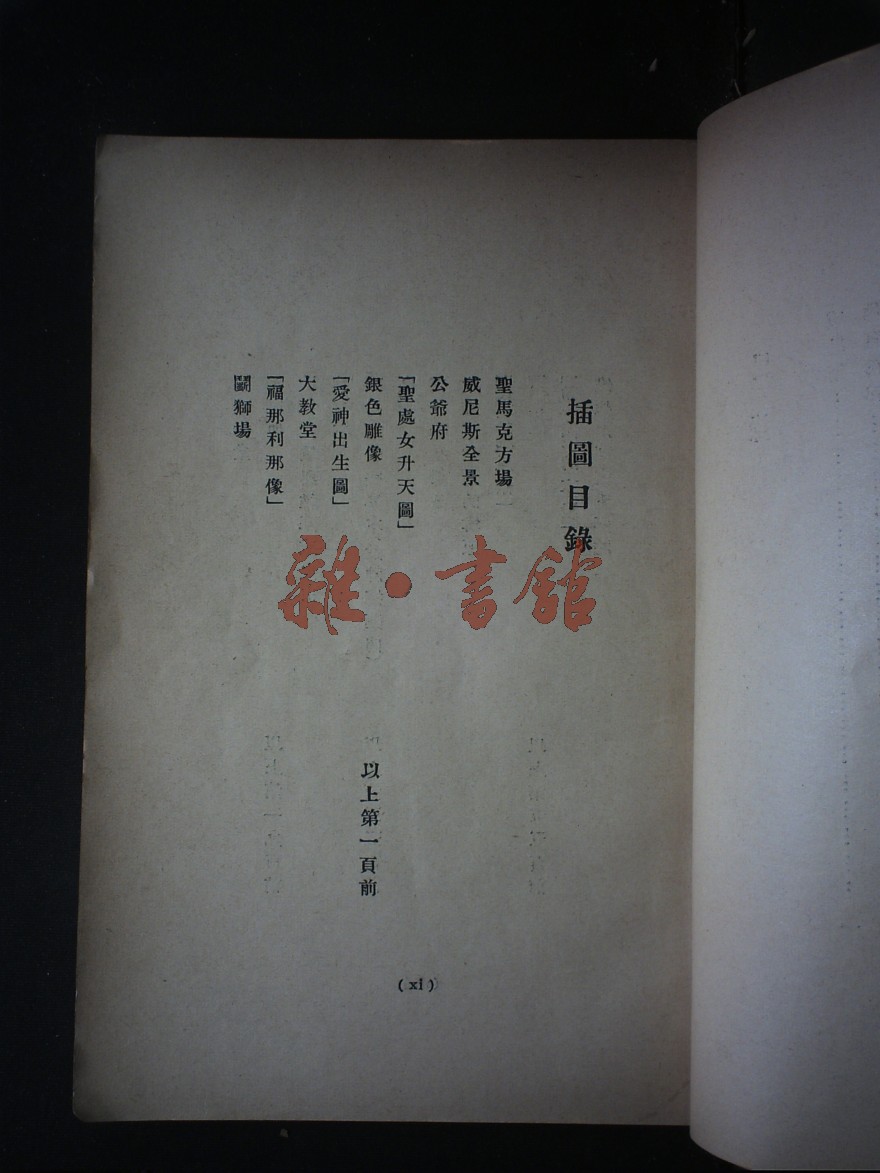 插圖目錄
聖馬克方場
威尼斯全景
公爺府
「聖處女升天圖」
銀色雕像
以上第一頁前
「愛神出生圖」
大教堂
「福那利那像」
鬬獅場
(xi)
雜·書館